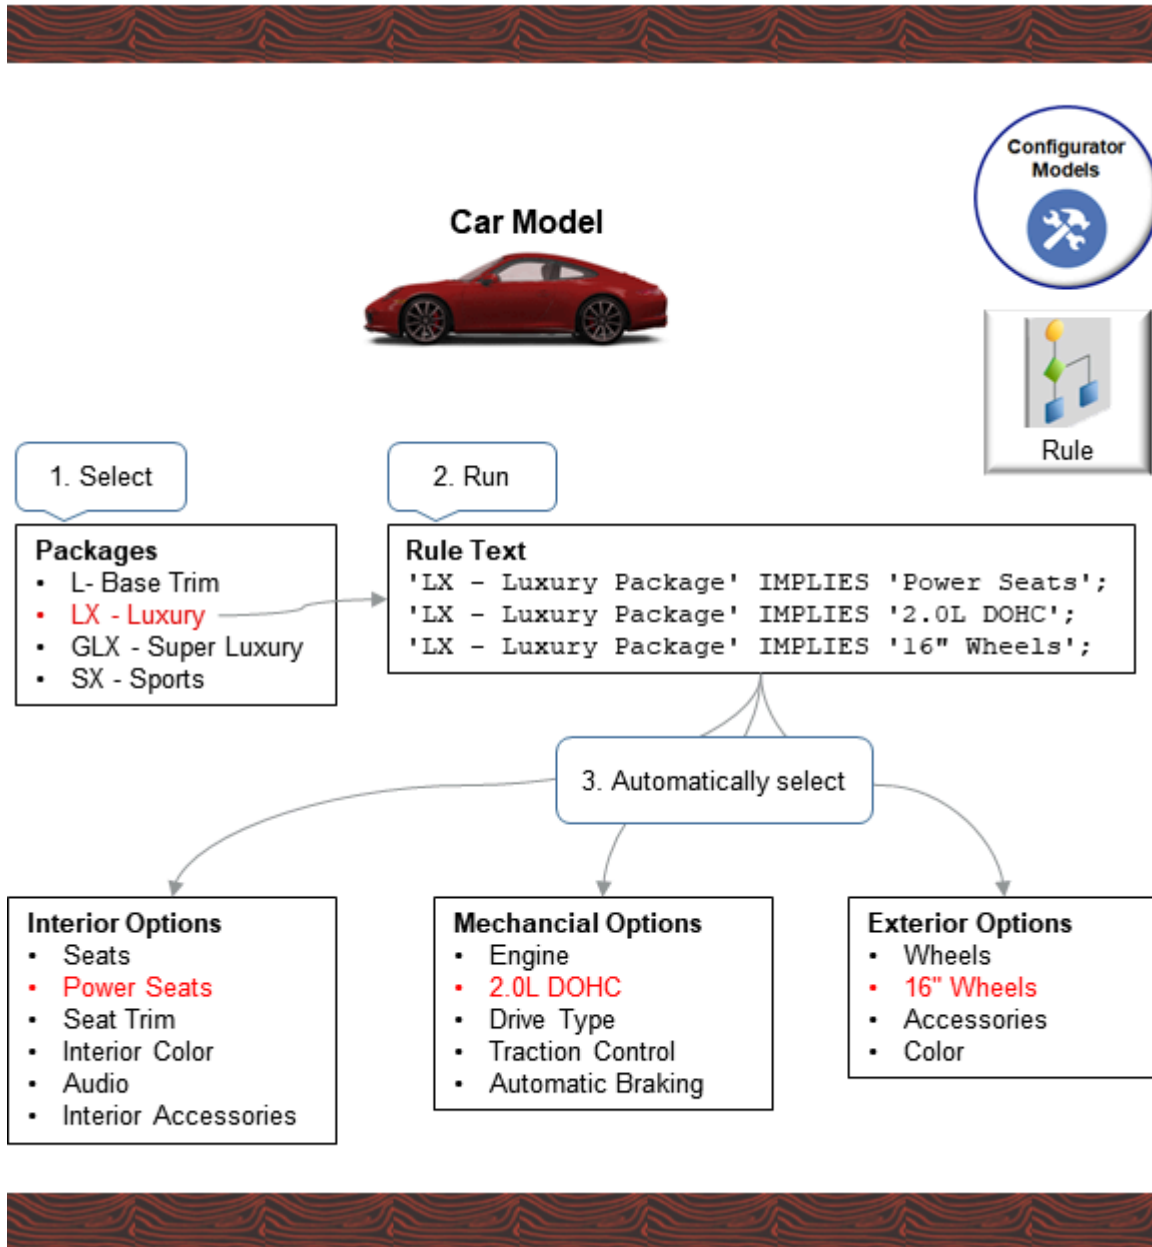 Configurator
Models
Car Model
Rule
1. Select
2. Run
Packages
• L- Base Trim
• LX - Luxury
• GLX - Super Luxury
• SX - Sports
Rule Text
'LX - Luxury Package' IMPLIES 'Power Seats';
'LX - Luxury Package' IMPLIES '2.0L DOHC';
'LX - Luxury Package' IMPLIES '16" Wheels';
3. Automatically select
Interior Options
• Seats
• Power Seats
• Seat Trim
• Interior Color
• Audio
• Interior Accessories
Mechancial Options
• Engine
• 2.0L DOHC
• Drive Type
• Traction Control
• Automatic Braking
Exterior Options
• Wheels
• 16" Wheels
• Accessories
• Color